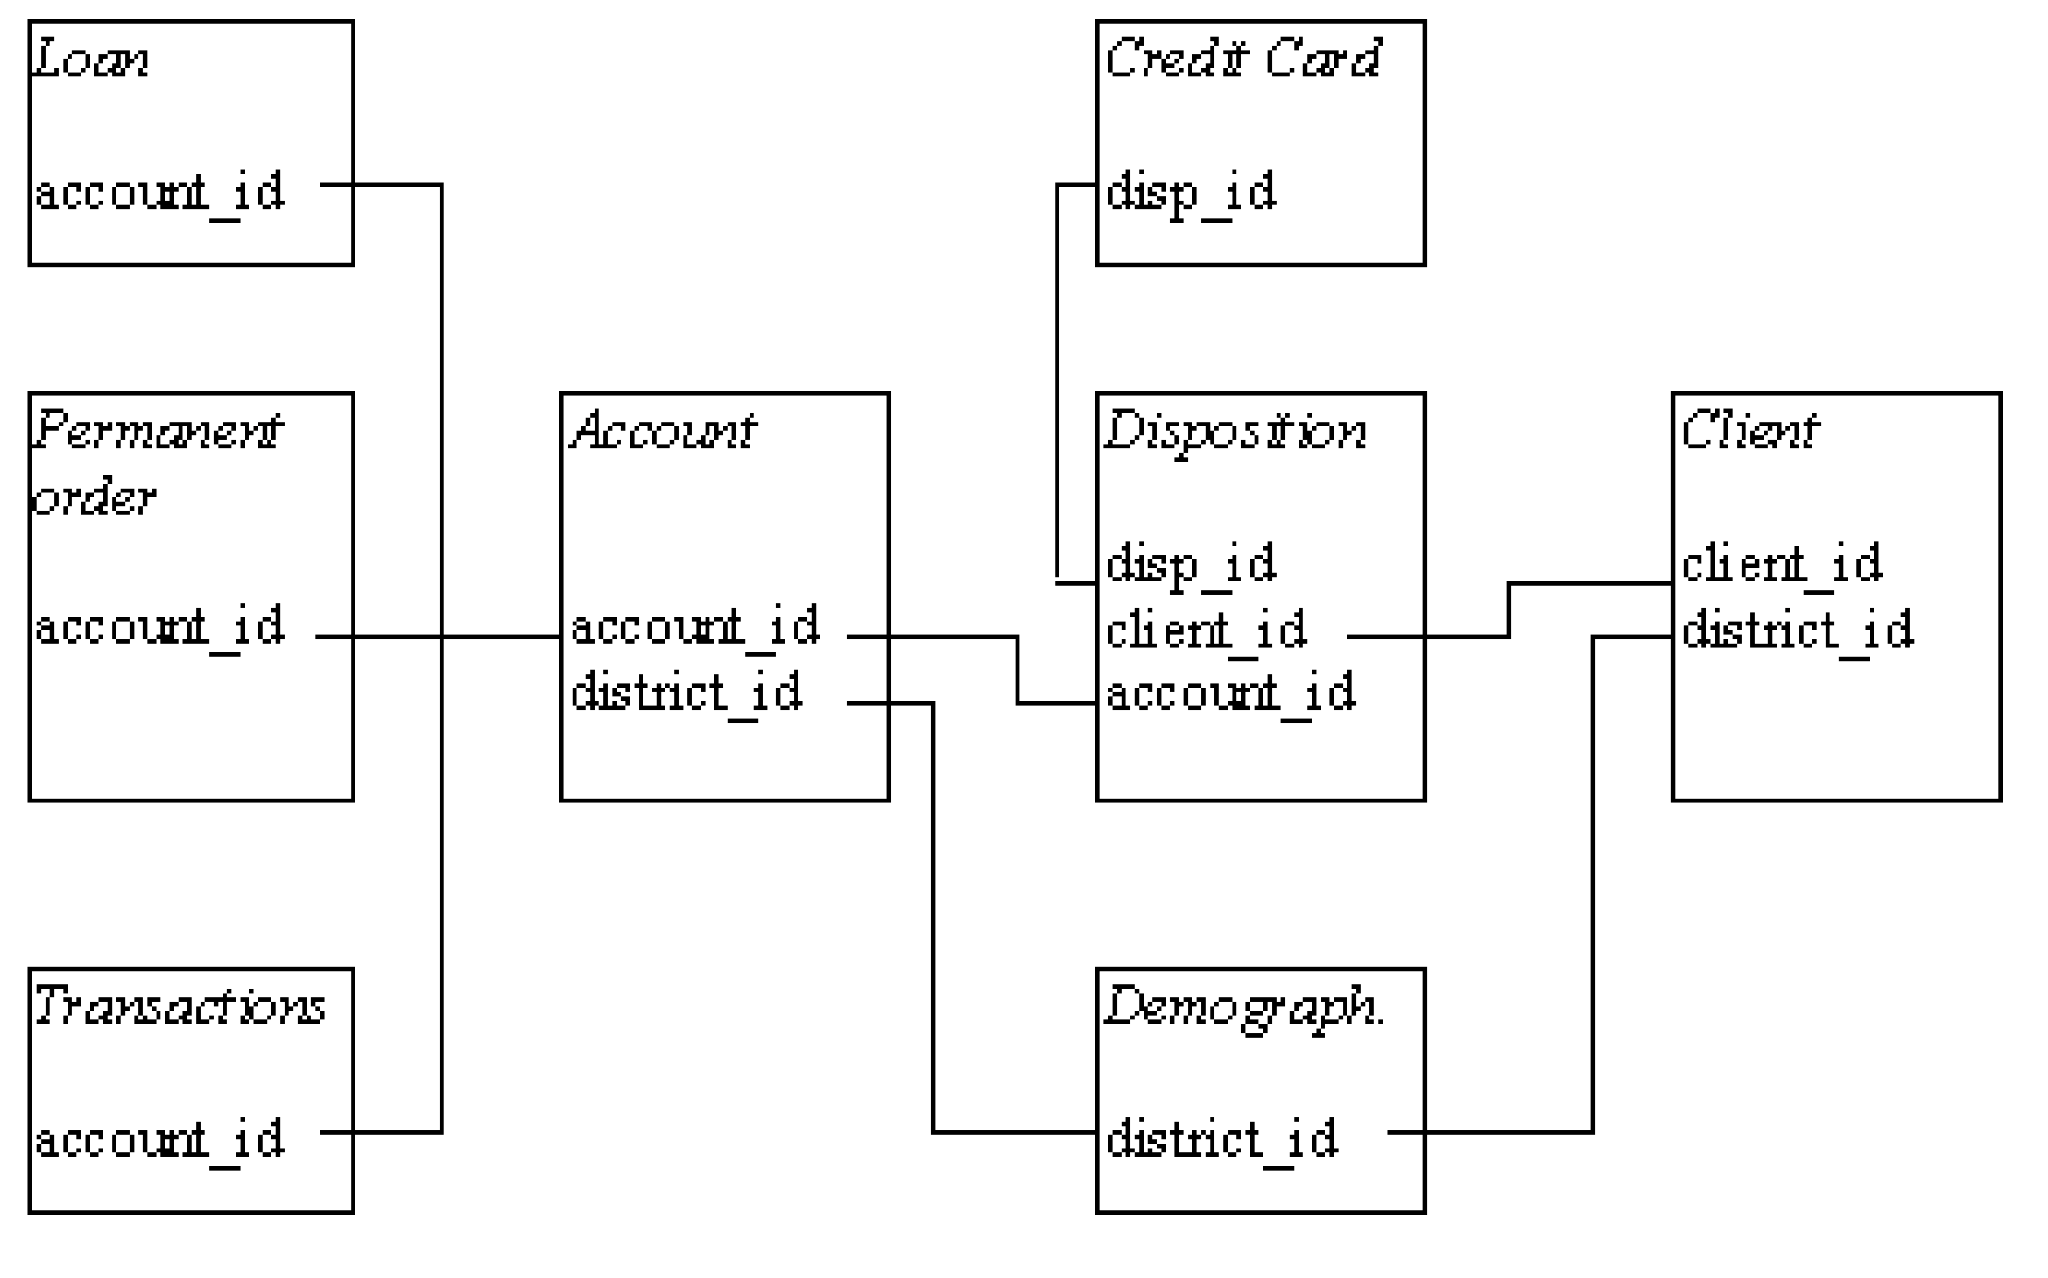 Loan
account_id
Credit Card
disp_id
Permanent
order
account_id
Account
account_id
district_id
Disposition
disp_id
client_id
account_id
Client
client_id
district_id
Transactions
account_id
Demograph.
district_id